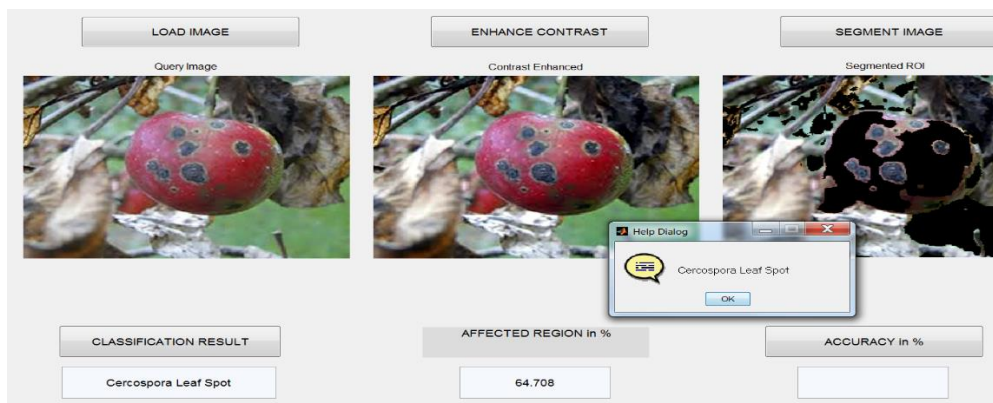 LOAD IMAGE
ENHANCE CONTRAST
SEGMENT IMAGE
Query Image
Contrast Enhanced
Segmented ROI
Help Dialog
Cercospora Leaf Spot
OK
CLASSIFICATION RESULT
AFFECTED REGION in %
ACCURACY in %
Cercospora Leaf Spot
64.708